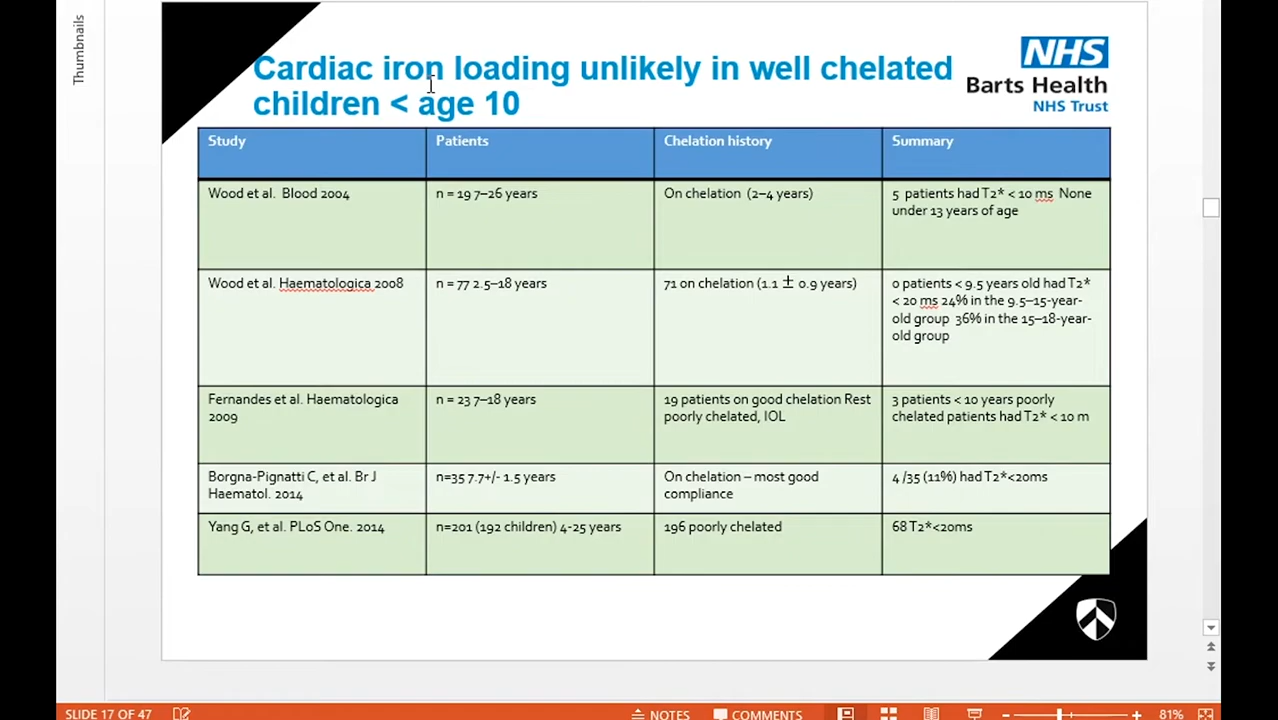 Thumbnails
Cardiac iron loading unlikely in well chelated
children < age 10
NHS
Barts Health
NHS Trust
Study
Patients
Chelation history
Summary
Wood et al. Blood 2004
n = 19 7–26 years
On chelation (2–4 years)
5 patients had T2* < 10 ms None
under 13 years of age
Wood et al. Haematologica 2008
n = 77 2.5–18 years
71 on chelation (1.1 ± 0.9 years)
0 patients < 9.5 years old had T2*
< 20 ms 24% in the 9.5–15-year-
old group 36% in the 15–18-year-
old group
Fernandes et al. Haematologica
2009
n = 23 7–18 years
19 patients on good chelation Rest
poorly chelated, IOL
3 patients < 10 years poorly
chelated patients had T2* < 10 m
Borgna-Pignatti C, et al. Br J
Haematol. 2014
n=35 7.7+/- 1.5 years
On chelation – most good
compliance
4 /35 (11%) had T2*<20ms
Yang G, et al. PLoS One. 2014
n=201 (192 children) 4-25 years
196 poorly chelated
68 T2*<20ms
SLIDE 17 OF 47
NOTES
COMMENTS
81%